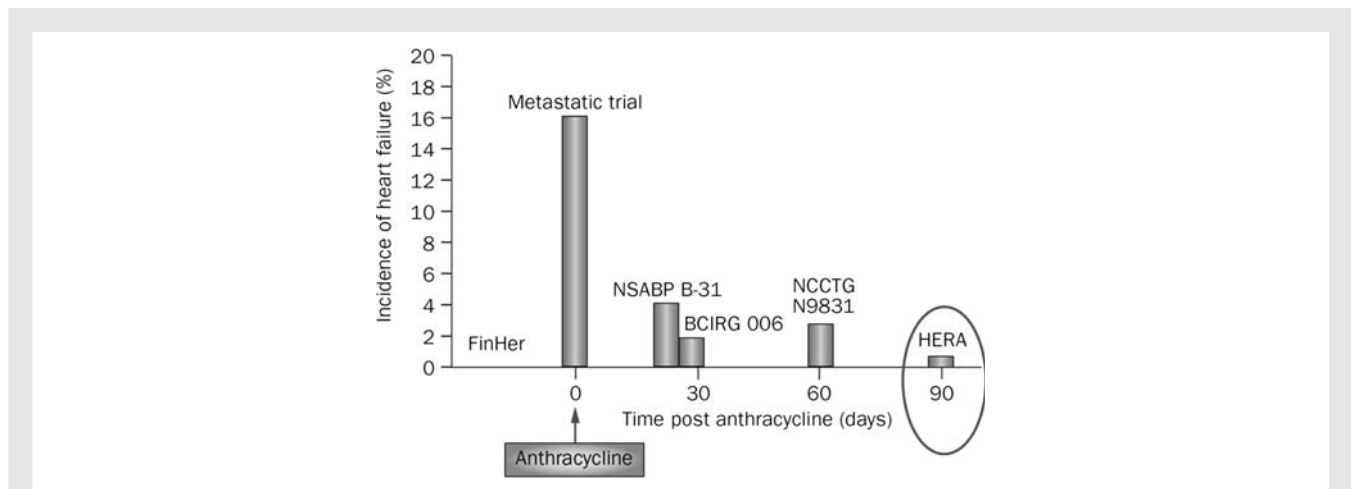 20
18
Metastatic trial
16
14
12
10
8
6
NSABP B-31
NCCTG
N9831
4
BCIRG 006
2
FinHer
HERA
0
0
30
60
90
Time post anthracycline (days)
Anthracycline
Incidence of heart failure (%)